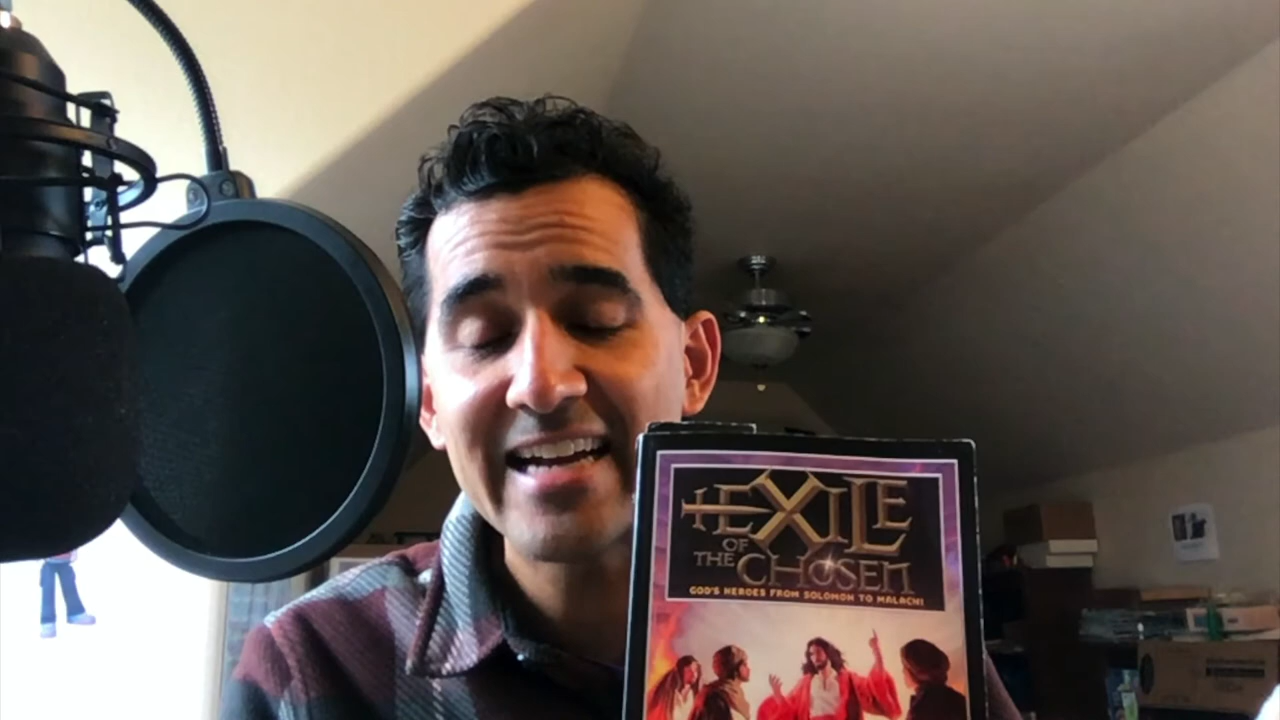 EXILE
OF
THE CHOSEN
GOD'S HEROES FROM SOLOMON TO MALACHI